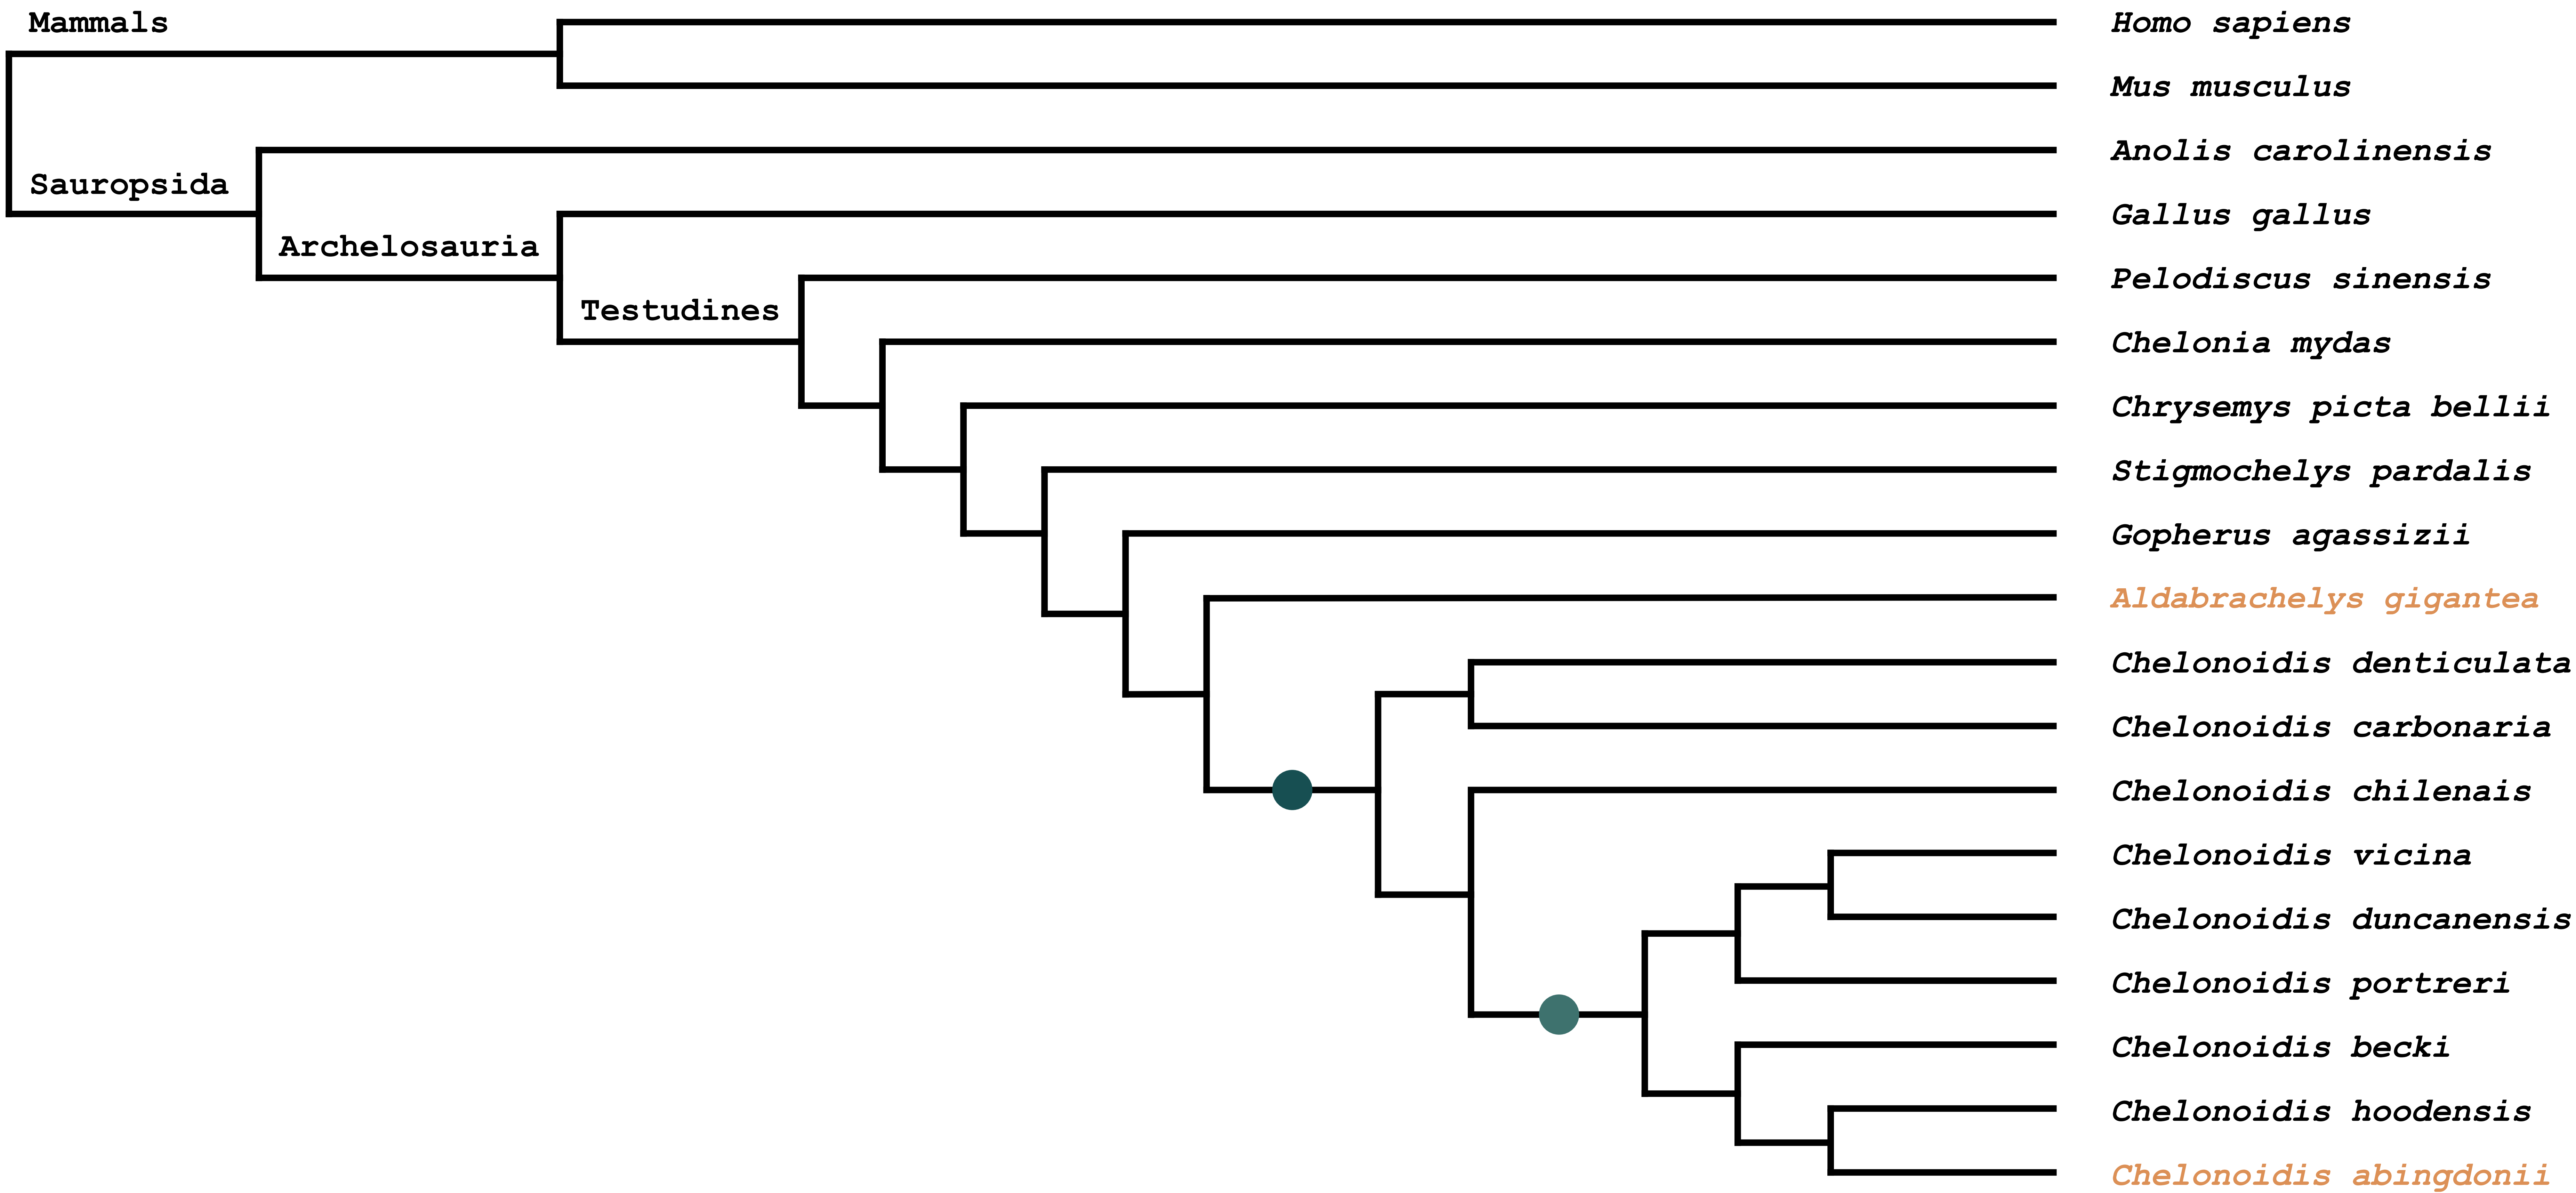 Mammals
Homo sapiens
Mus musculus
Anolis carolinensis
Sauropsida
Gallus gallus
Archelosauria
Pelodiscus sinensis
Testudines
Chelonia mydas
Chrysemys picta bellii
Stigmochelys pardalis
Gopherus agassizii
Aldabrachelys gigantea
Chelonoidis denticulata
Chelonoidis carbonaria
Chelonoidis chilenais
Chelonoidis vicina
Chelonoidis duncanensis
Chelonoidis portreri
Chelonoidis becki
Chelonoidis hoodensis
Chelonoidis abingdonii